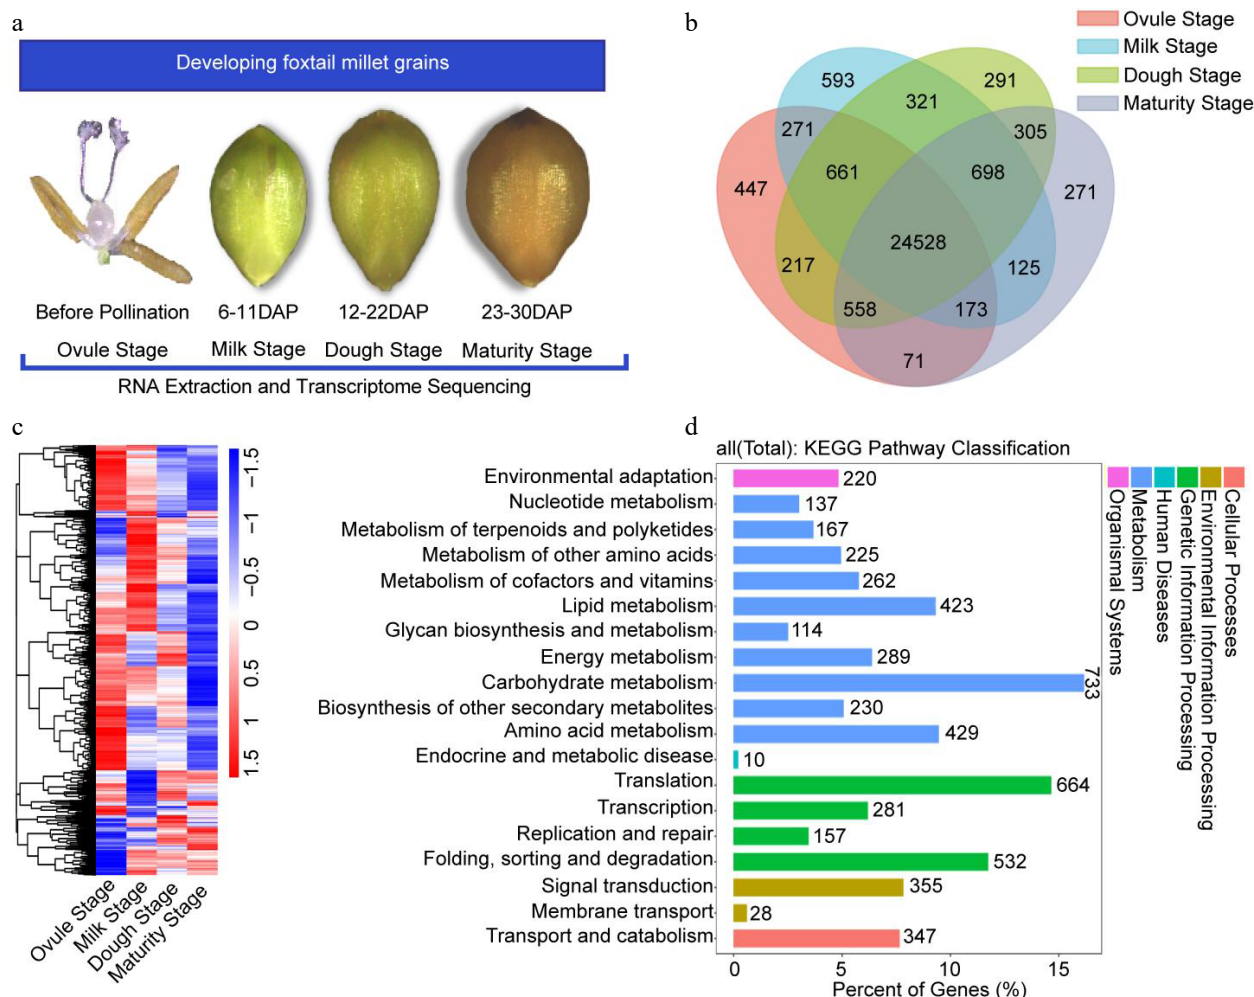 a
Developing foxtail millet grains
Before Pollination
6-11DAP
12-22DAP
23-30DAP
Ovule Stage
Milk Stage
Dough Stage
Maturity Stage
RNA Extraction and Transcriptome Sequencing
b
Ovule Stage
Milk Stage
Dough Stage
Maturity Stage
593
291
321
271
305
661
698
447
271
24528
217
125
558
173
71
c
−1.5
−1
−0.5
0
0.5
1
1.5
Ovule Stage
Milk Stage
Dough Stage
Maturity Stage
d
all(Total): KEGG Pathway Classification
Environmental adaptation 220
Nucleotide metabolism 137
Metabolism of terpenoids and polyketides 167
Metabolism of other amino acids 225
Metabolism of cofactors and vitamins 262
Lipid metabolism 423
Glycan biosynthesis and metabolism 114
Energy metabolism 289
Carbohydrate metabolism 733
Biosynthesis of other secondary metabolites 230
Amino acid metabolism 429
Endocrine and metabolic disease 10
Translation 664
Transcription 281
Replication and repair 157
Folding, sorting and degradation 532
Signal transduction 355
Membrane transport 28
Transport and catabolism 347
0 5 10 15
Percent of Genes (%)
Cellular Processes
Environmental Information Processing
Genetic Information Processing
Human Diseases
Metabolism
Organismal Systems